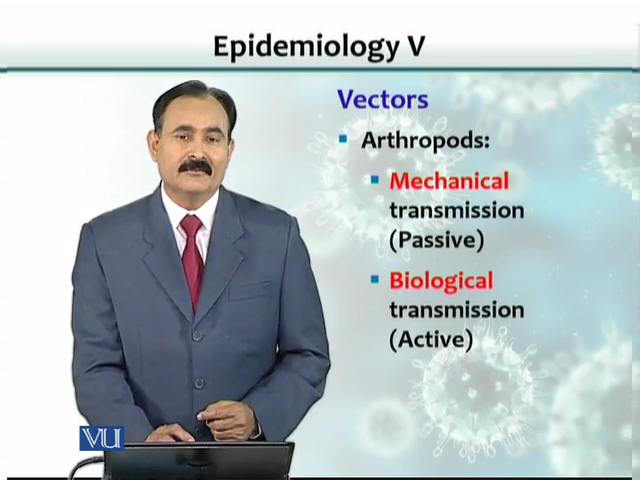 Epidemiology V
Vectors
Arthropods:
Mechanical
transmission
(Passive)
Biological
transmission
(Active)
VU